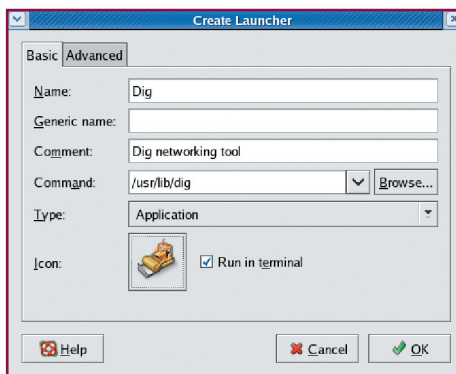 Create Launcher
Basic Advanced
Name: Dig
Generic name:
Comment: Dig networking tool
Command: /usr/lib/dig Browse...
Type: Application
Icon: Run in terminal
Help Cancel OK